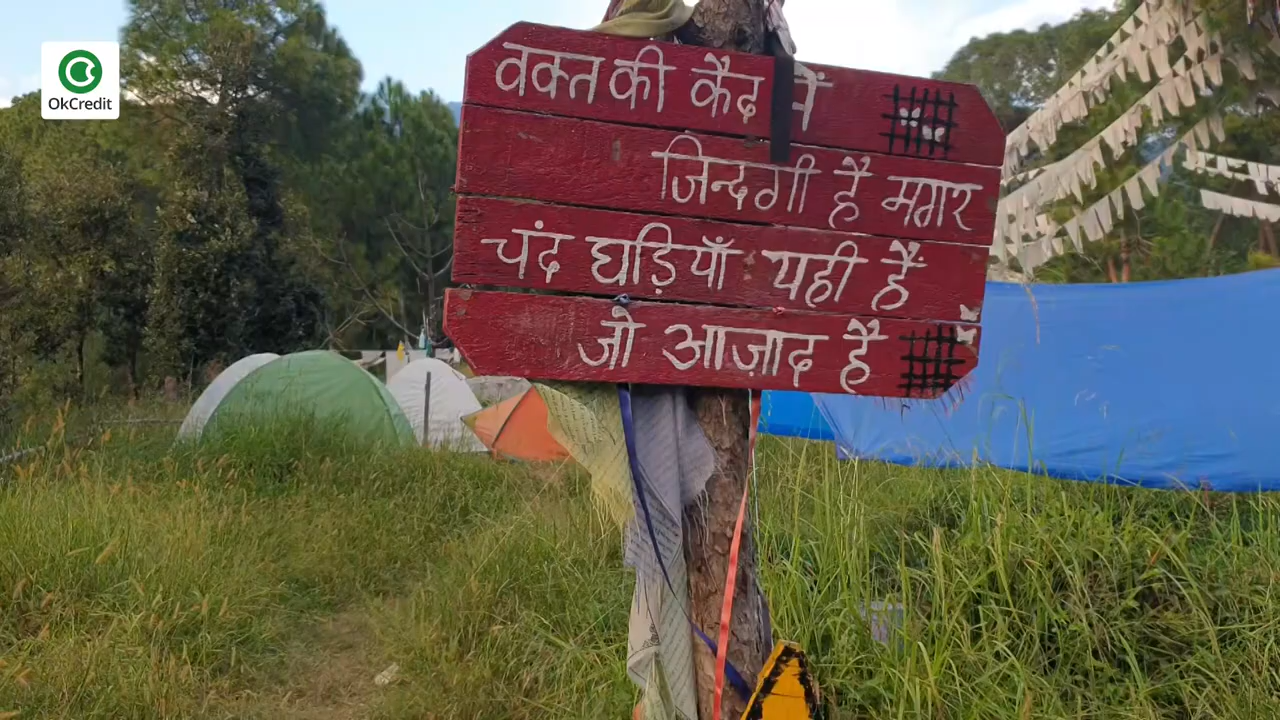 OkCredit
वक्त की कैद में
जिन्दगी है मगर
चंद घड़ियाँ यही हैं
जो आज़ाद है